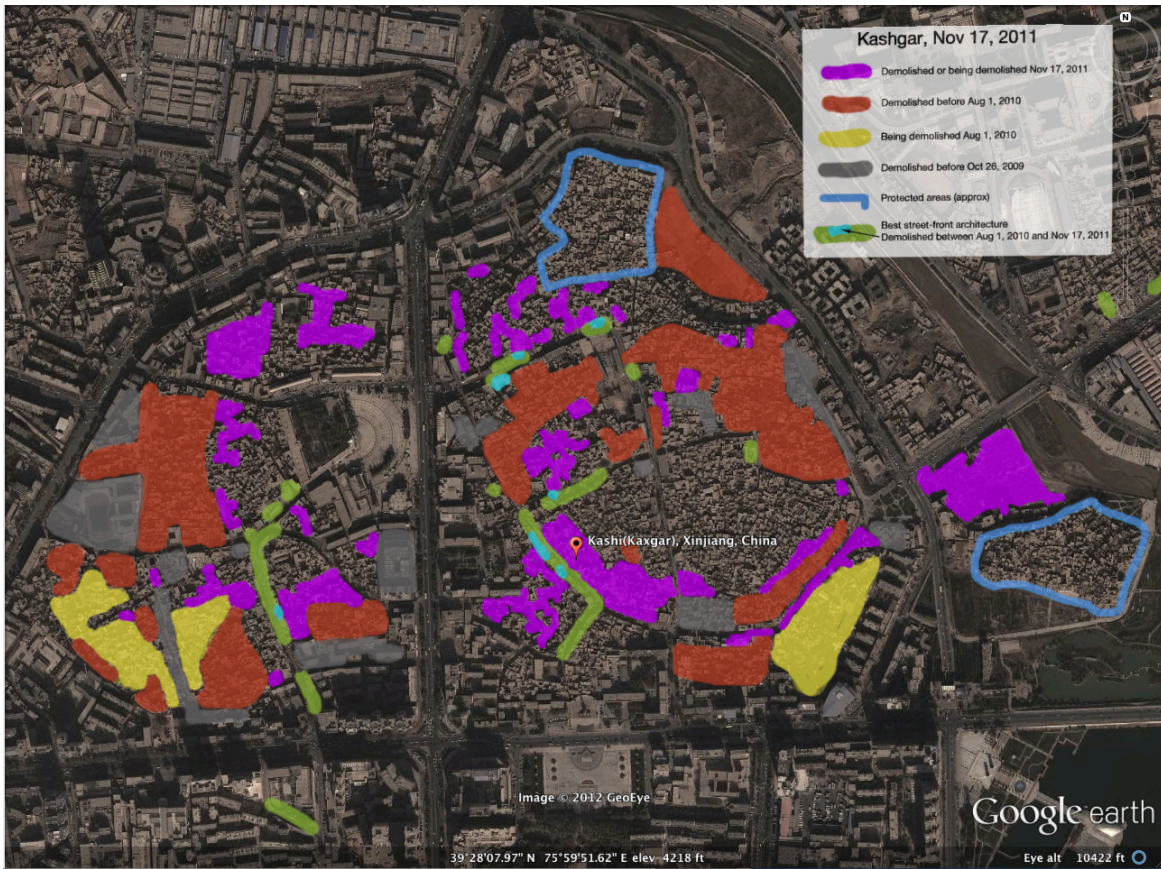 N
Kashgar, Nov 17, 2011
Demolished or being demolished Nov 17, 2011
Demolished before Aug 1, 2010
Being demolished Aug 1, 2010
Demolished before Oct 26, 2009
Protected areas (approx)
Best street-front architecture
Demolished between Aug 1, 2010 and Nov 17, 2011
Kashi(Kaxgar), Xinjiang, China
Image © 2012 GeoEye
Google earth
39°28'07.97" N 75°59'51.62" E elev 4218 ft
Eye alt 10422 ft